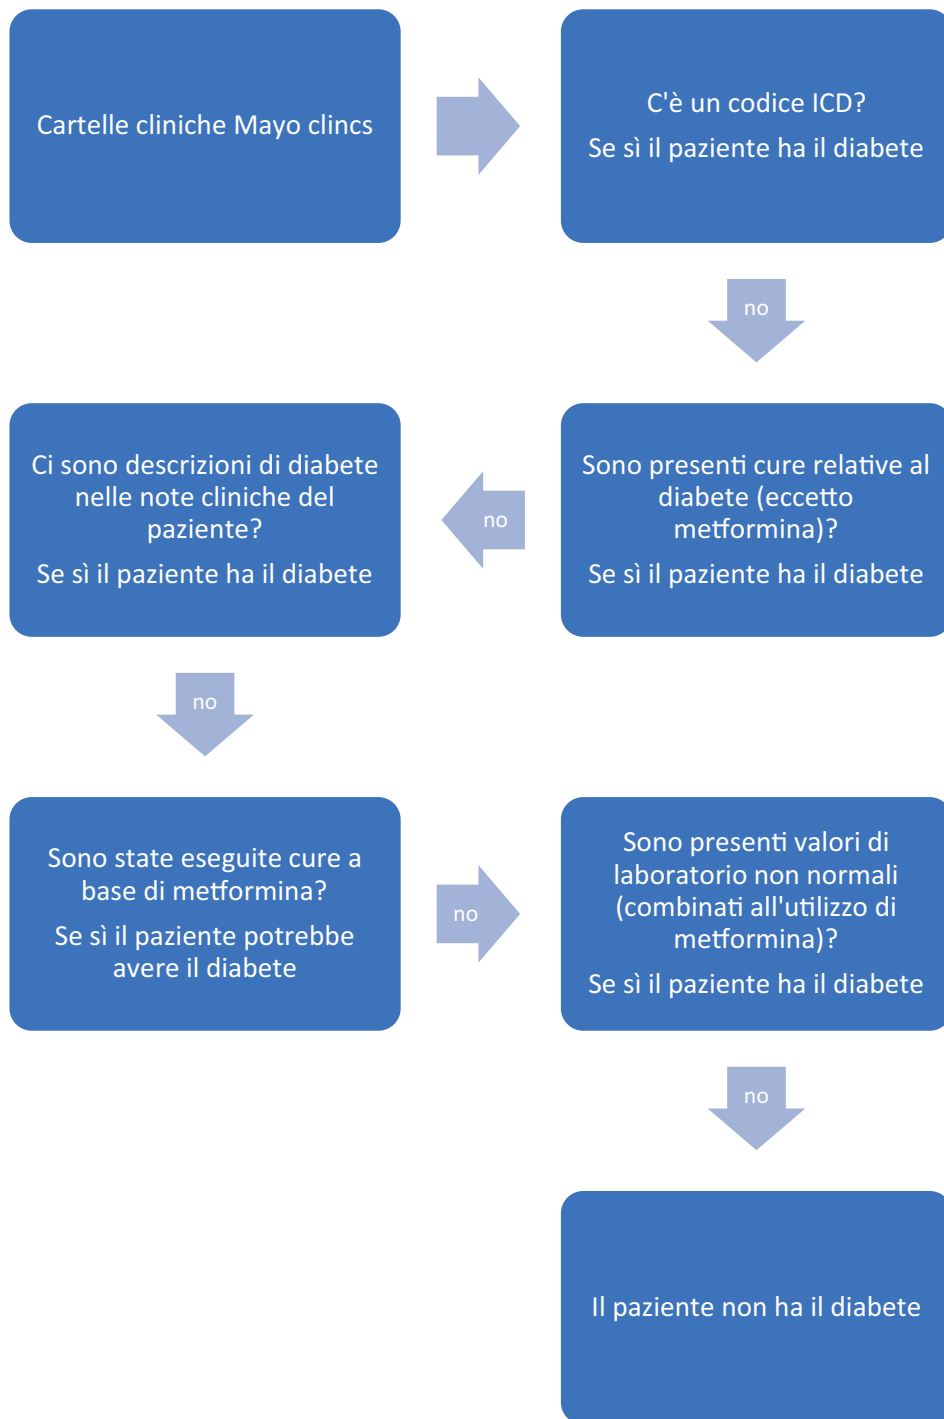 Cartelle cliniche Mayo clincs
C'è un codice ICD?
Se sì il paziente ha il diabete
no
Sono presenti cure relative al
diabete (eccetto
metformina)?
Se sì il paziente ha il diabete
no
Ci sono descrizioni di diabete
nelle note cliniche del
paziente?
Se sì il paziente ha il diabete
no
Sono state eseguite cure a
base di metformina?
Se sì il paziente potrebbe
avere il diabete
no
Sono presenti valori di
laboratorio non normali
(combinati all'utilizzo di
metformina)?
Se sì il paziente ha il diabete
no
Il paziente non ha il diabete